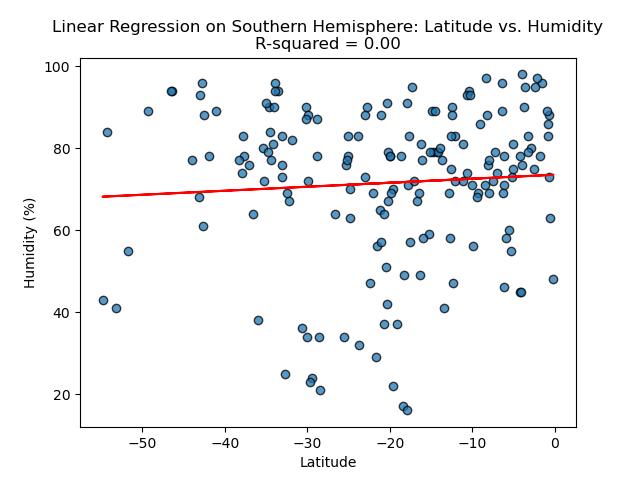 Linear Regression on Southern Hemisphere: Latitude vs. Humidity
R-squared = 0.00
Humidity (%)
100
80
60
40
20
−50
−40
−30
−20
−10
0
Latitude